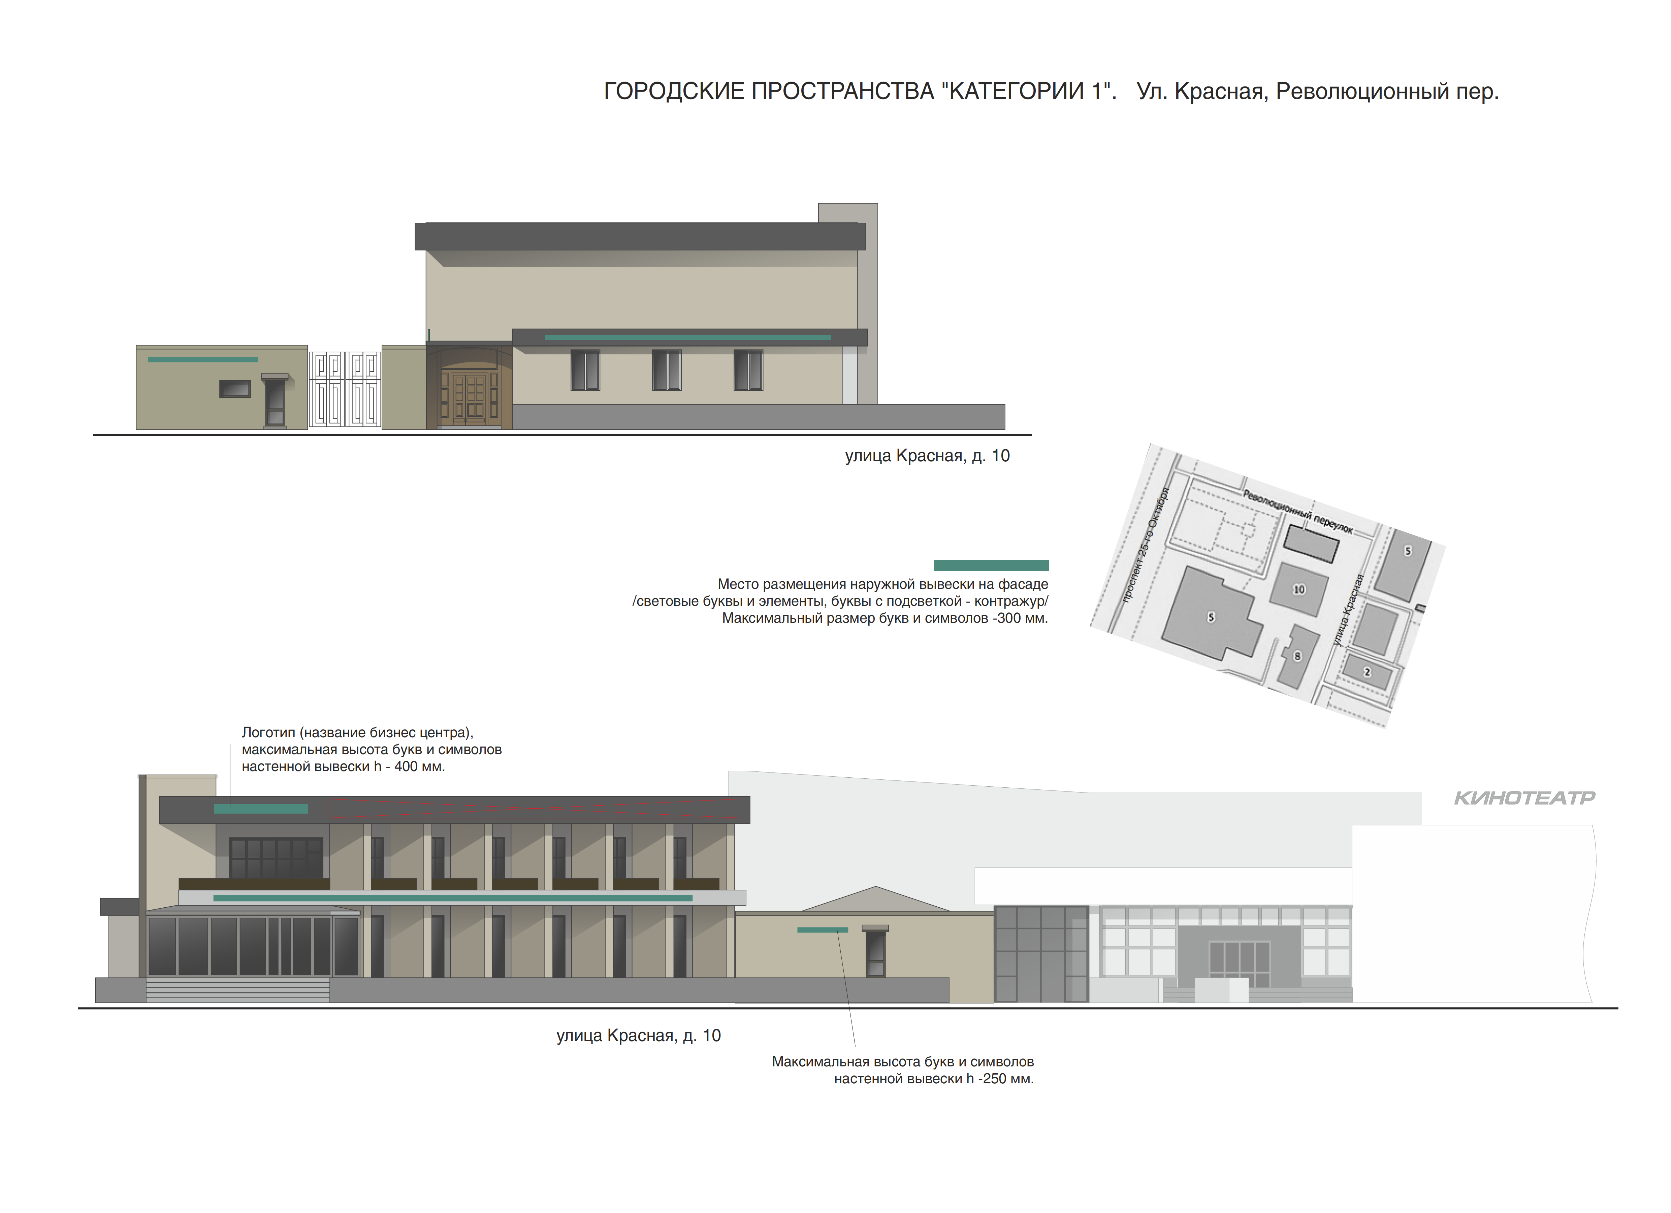 ГОРОДСКИЕ ПРОСТРАНСТВА "КАТЕГОРИИ 1".   Ул. Красная, Революционный пер.
улица Красная, д. 10
проспект 25-го Октября
Революционный переулок
улица Красная
5
10
5
8
2
Место размещения наружной вывески на фасаде
/световые буквы и элементы, буквы с подсветкой - контражур/
Максимальный размер букв и символов -300 мм.
Логотип (название бизнес центра),
максимальная высота букв и символов
настенной вывески h - 400 мм.
КИНОТЕАТР
улица Красная, д. 10
Максимальная высота букв и символов
настенной вывески h -250 мм.